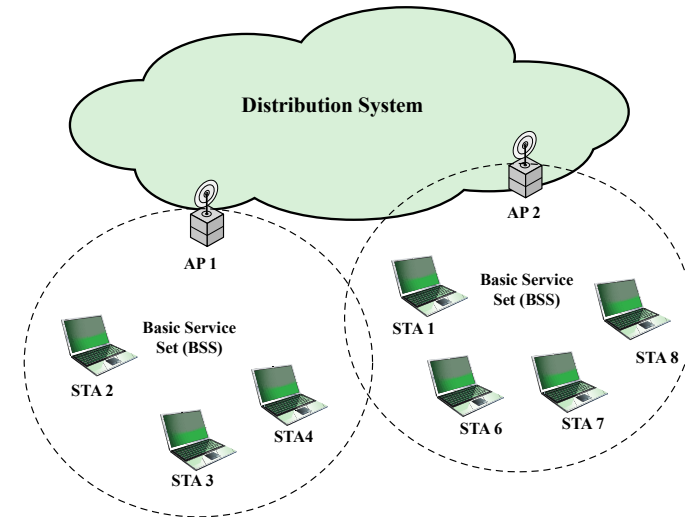 Distribution System
AP 2
AP 1
Basic Service
Set (BSS)
STA 1
STA 8
Basic Service
Set (BSS)
STA 2
STA 6
STA 7
STA4
STA 3